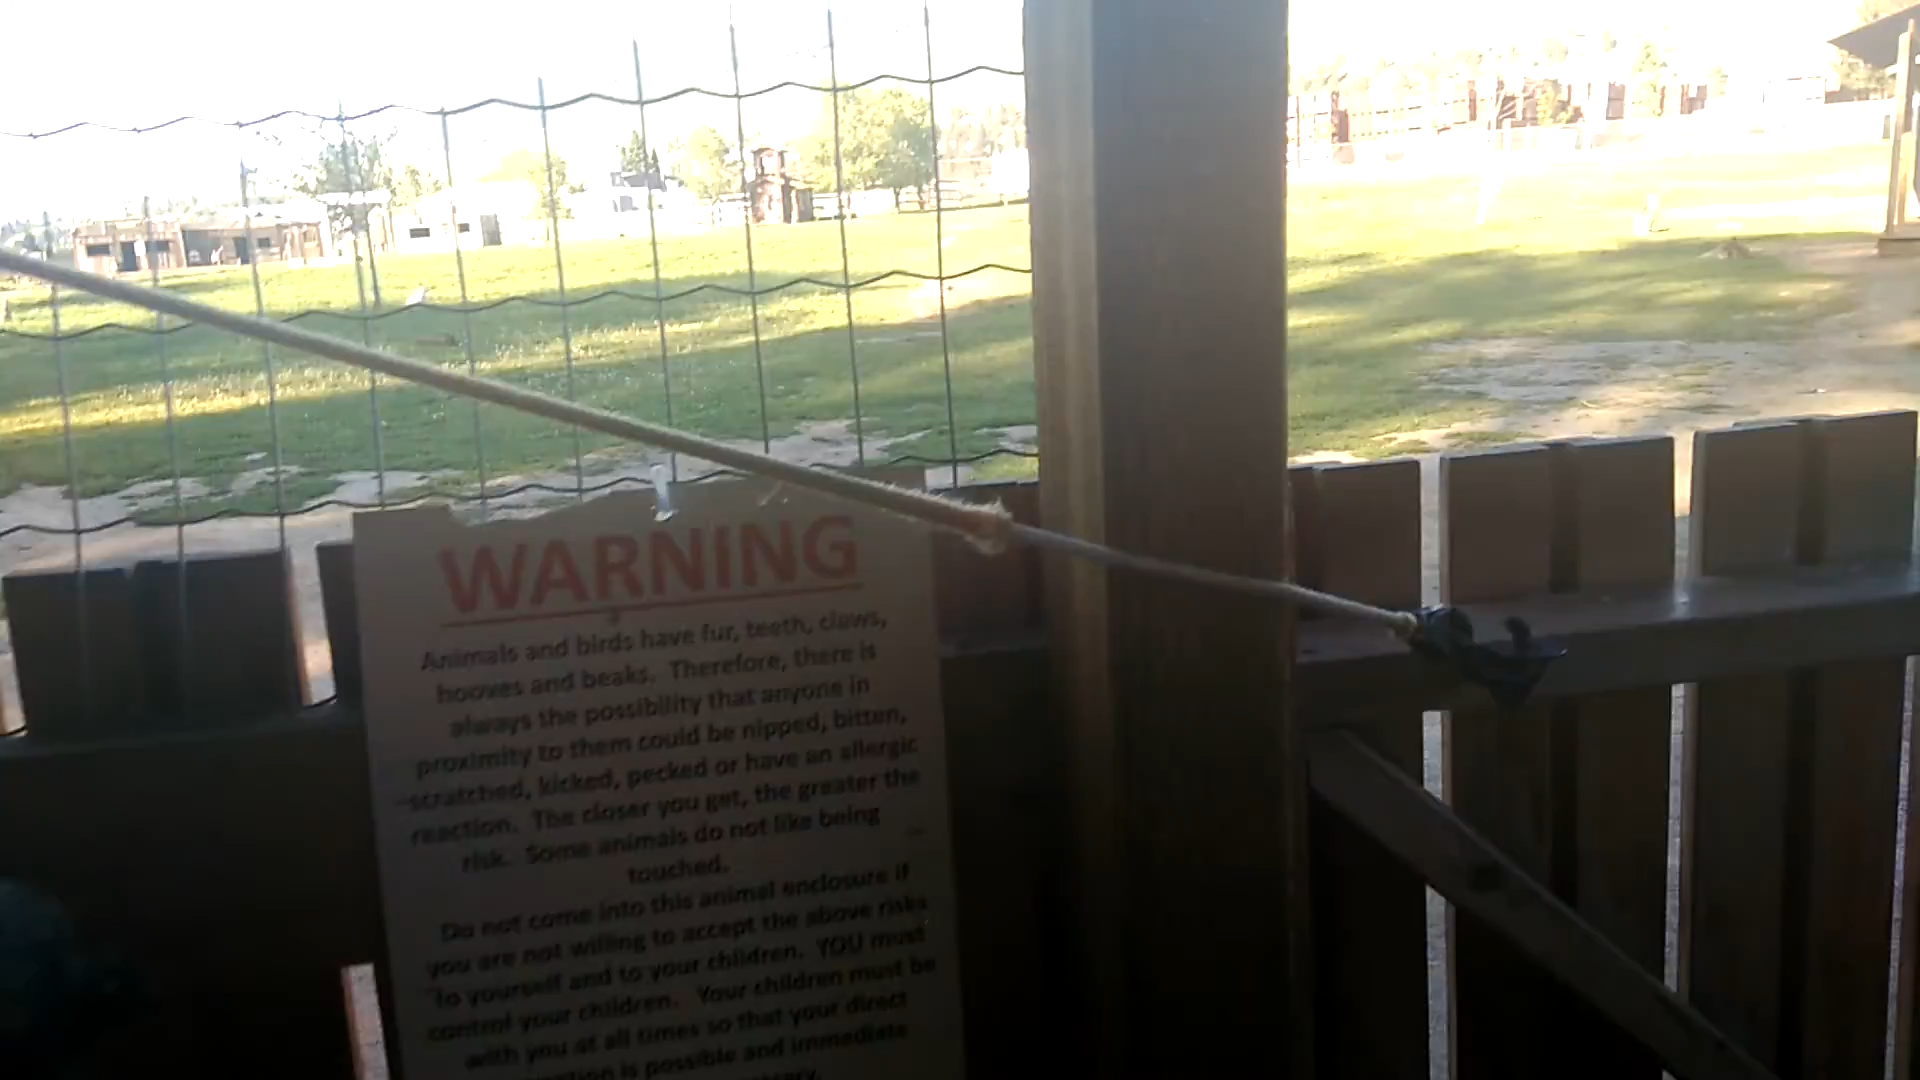 WARNING
Animals and birds have fur, teeth, claws,
hooves and beaks. Therefore, there is
always the possibility that anyone in
proximity to them could be nipped, bitten,
scratched, kicked, pecked or have an allergic
reaction. The closer you get, the greater the
risk. Some animals do not like being
touched.
Do not come into this animal enclosure if
you are not willing to accept the above risks
to yourself and to your children. YOU must
control your children. Your children must be
with you at all times so that your direct
is possible and immediate